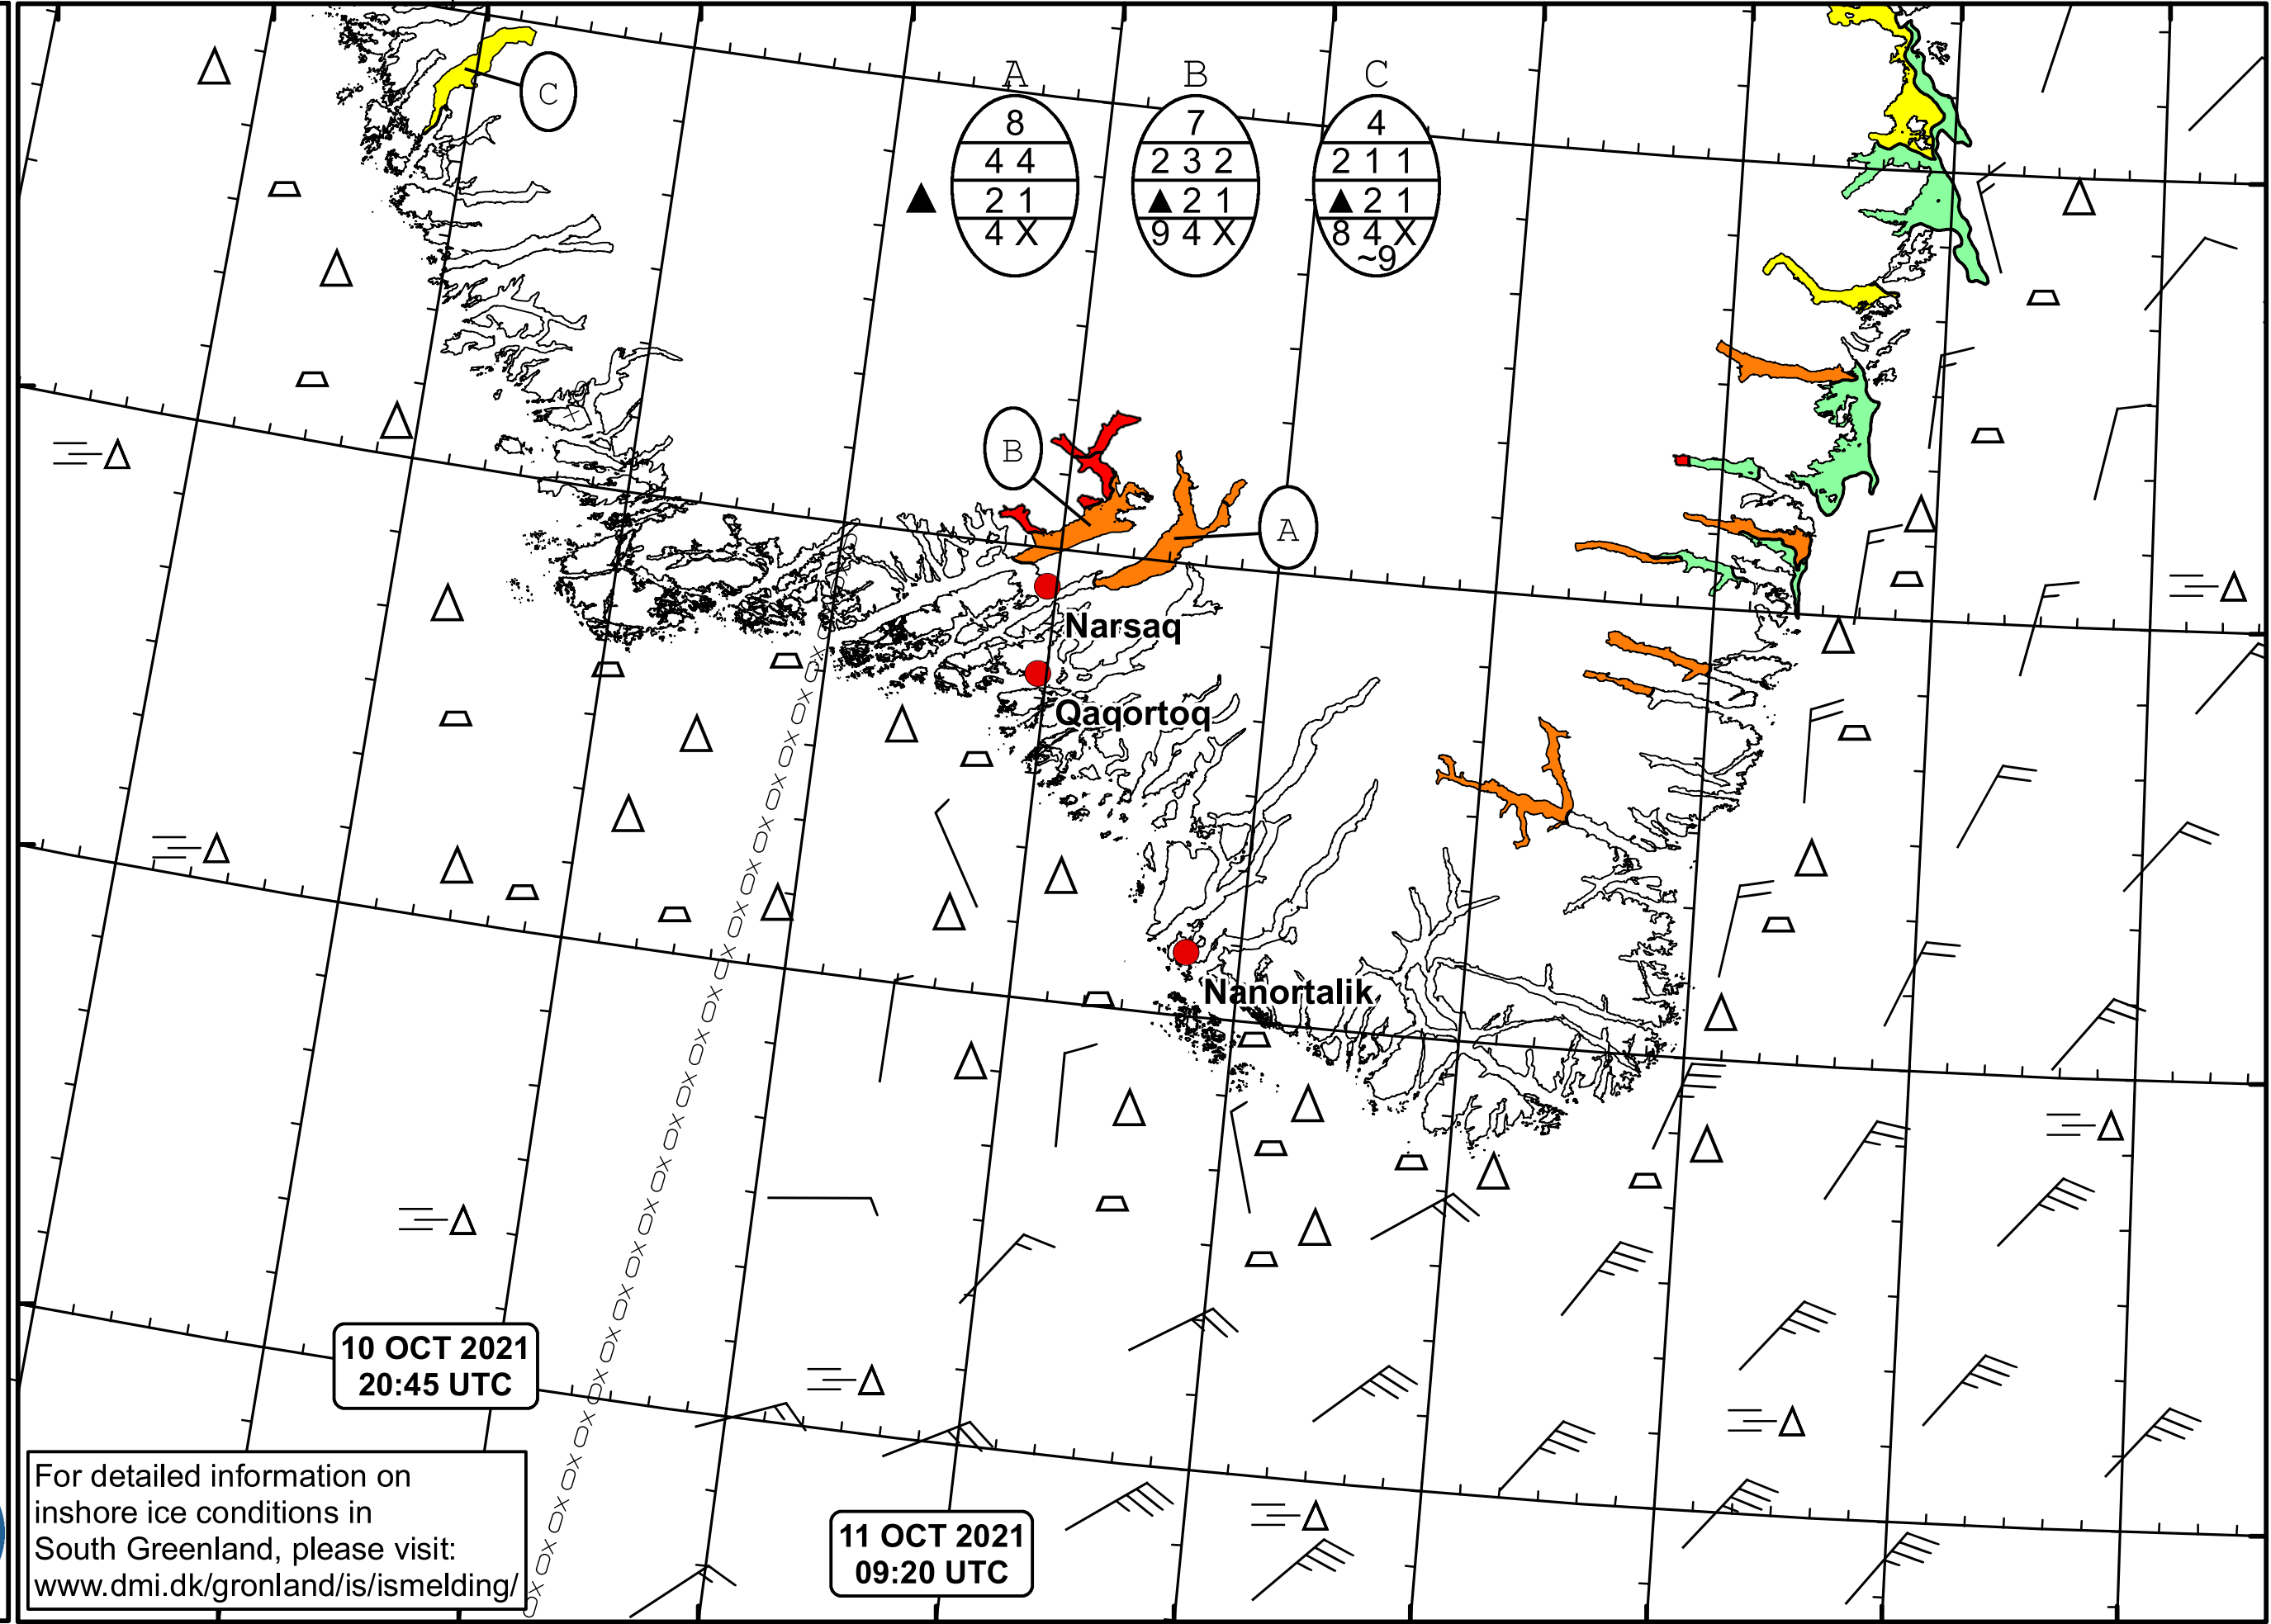 A B C
8 7 4
4 4 2 3 2 2 1 1
▲ 2 1 ▲ 2 1 ▲ 2 1
4 X 9 4 X 8 4 X
~9
C
B
A
Narsaq
Qaqortoq
Nanortalik
10 OCT 2021
20:45 UTC
For detailed information on
inshore ice conditions in
South Greenland, please visit:
www.dmi.dk/gronland/is/ismelding/
11 OCT 2021
09:20 UTC